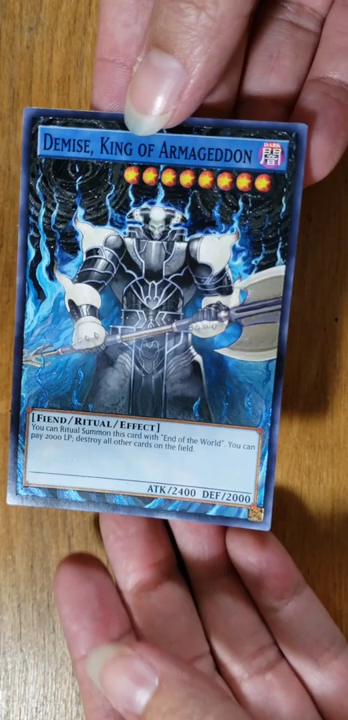 DEMISE, KING OF ARMAGEDDON
DARK
闇
[FIEND/RITUAL/EFFECT]
You can Ritual Summon this card with "End of the World". You can
pay 2000 LP; destroy all other cards on the field.
ATK/2400 DEF/2000